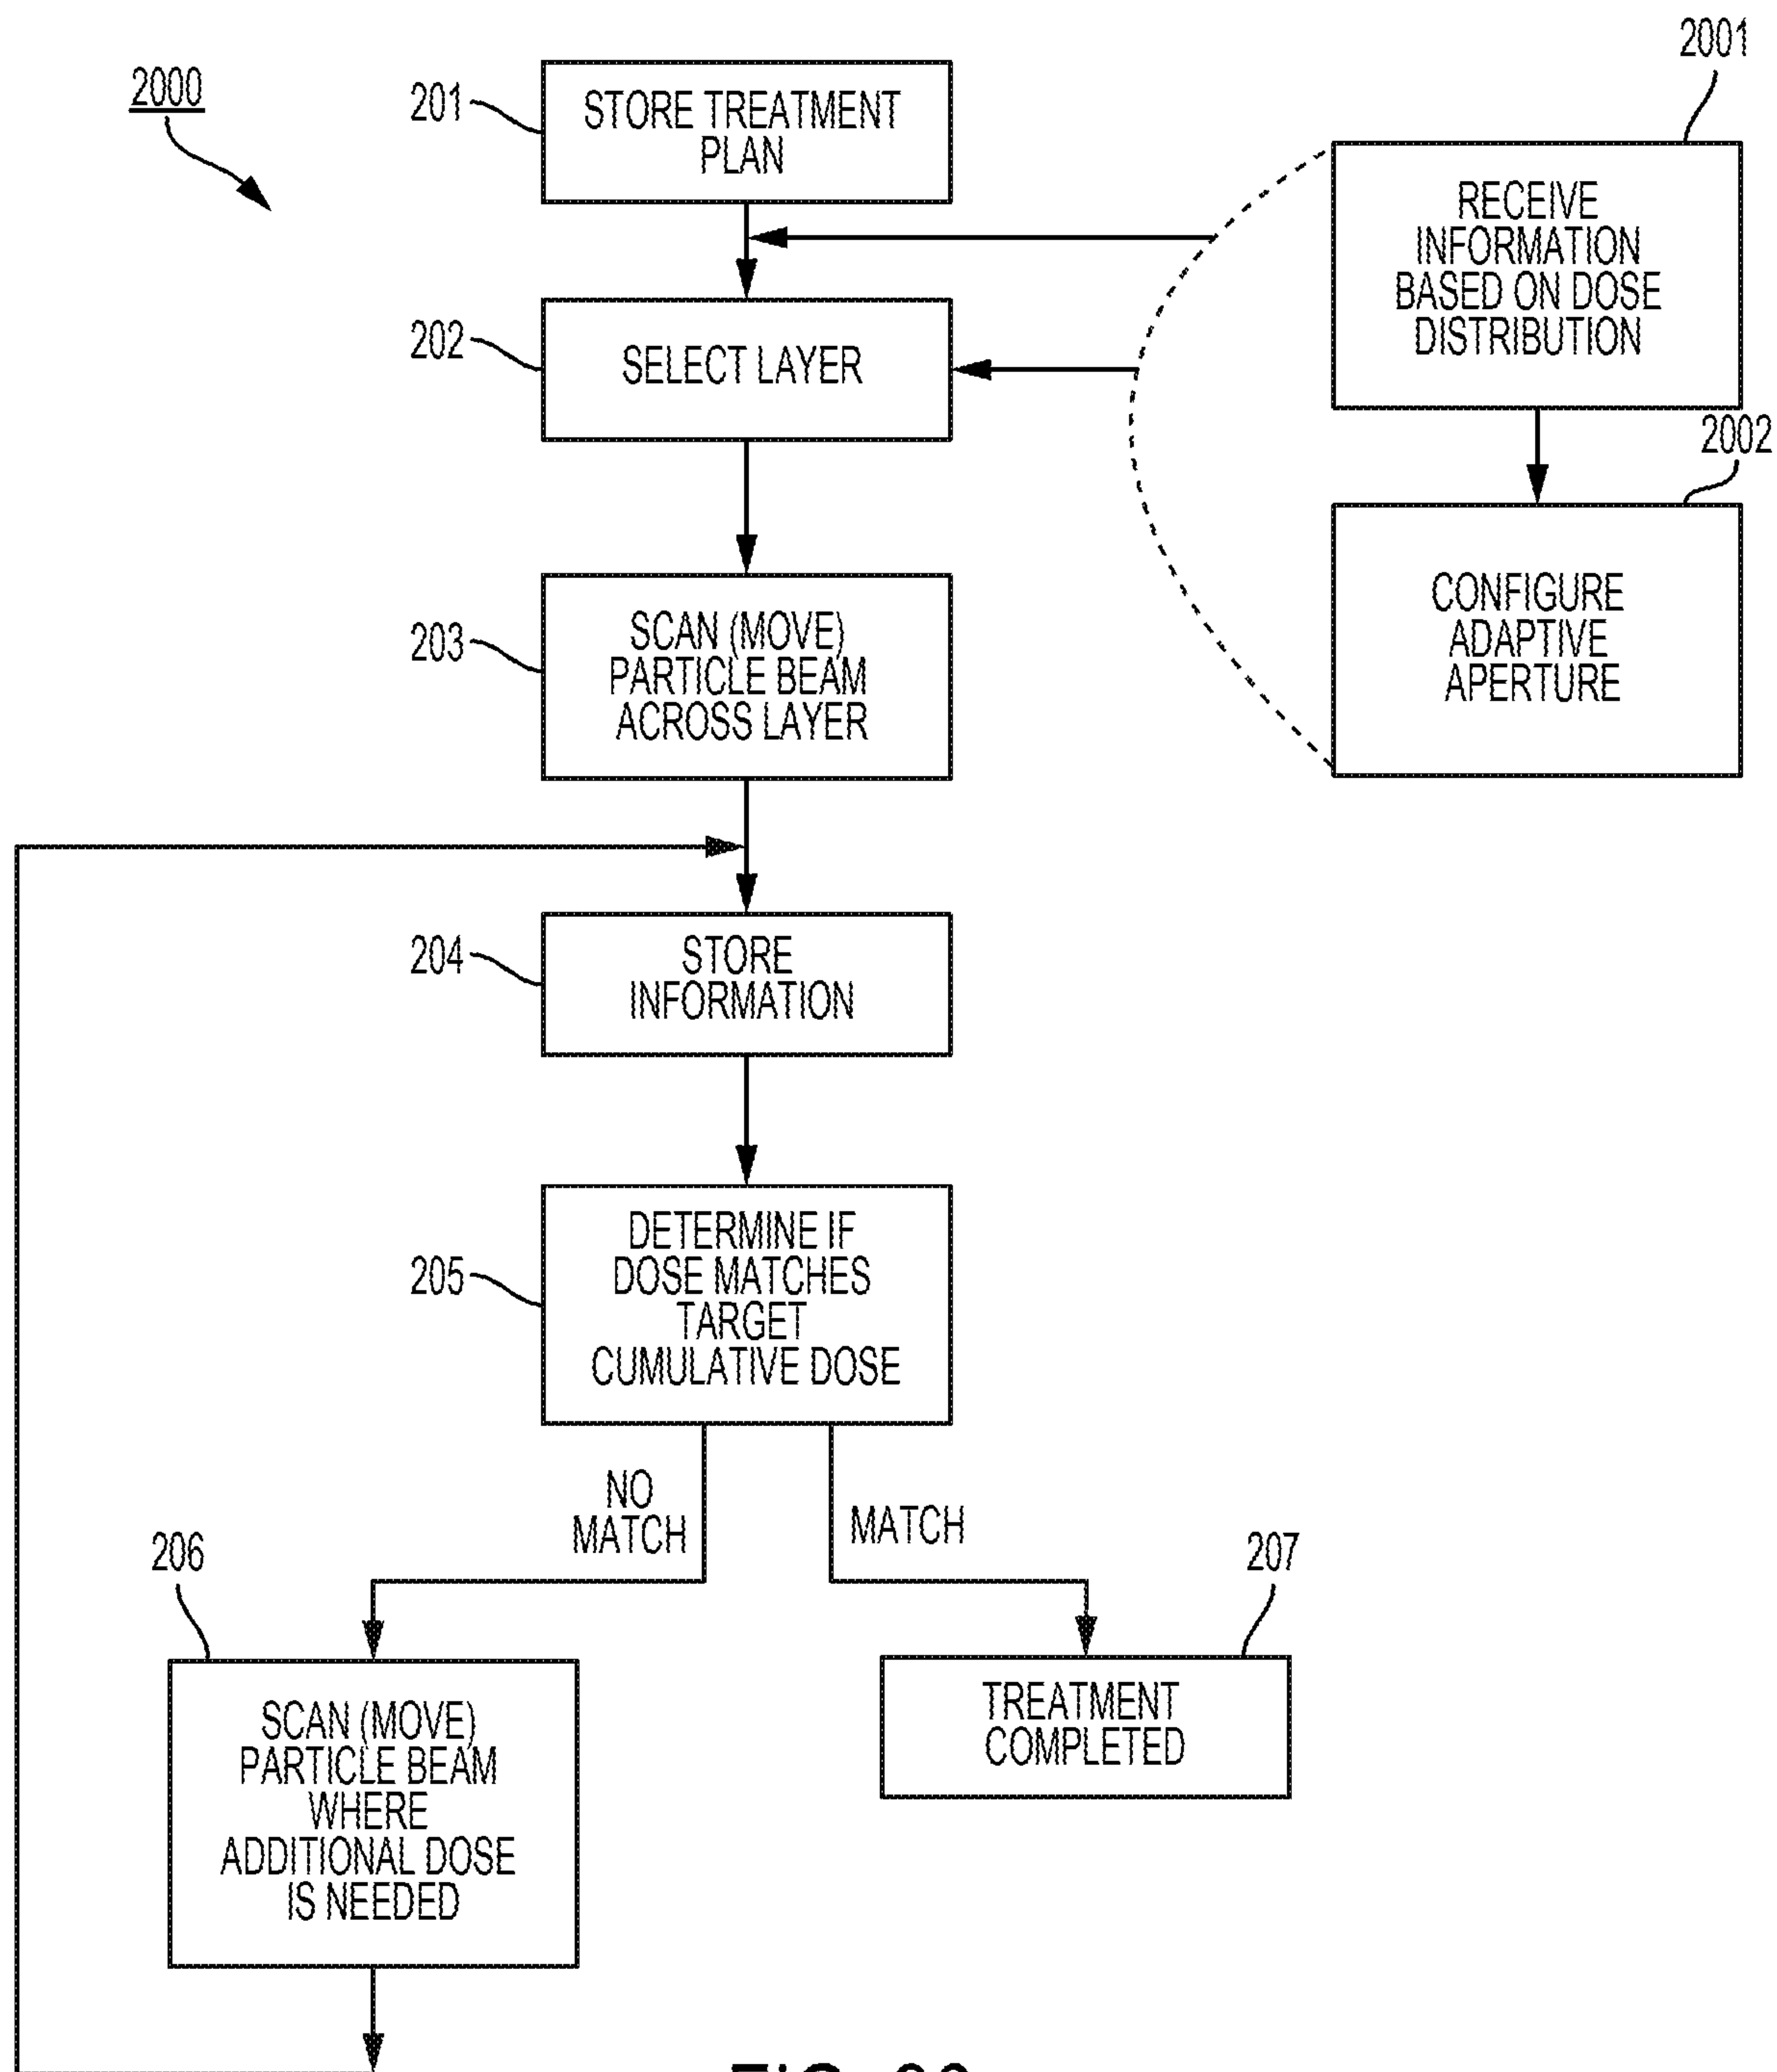 2000
201
STORE TREATMENT
PLAN
2001
RECEIVE
INFORMATION
BASED ON DOSE
DISTRIBUTION
202
SELECT LAYER
2002
CONFIGURE
ADAPTIVE
APERTURE
203
SCAN (MOVE)
PARTICLE BEAM
ACROSS LAYER
204
STORE
INFORMATION
205
DETERMINE IF
DOSE MATCHES
TARGET
CUMULATIVE DOSE
NO
MATCH
MATCH
206
SCAN (MOVE)
PARTICLE BEAM
WHERE
ADDITIONAL DOSE
IS NEEDED
207
TREATMENT
COMPLETED